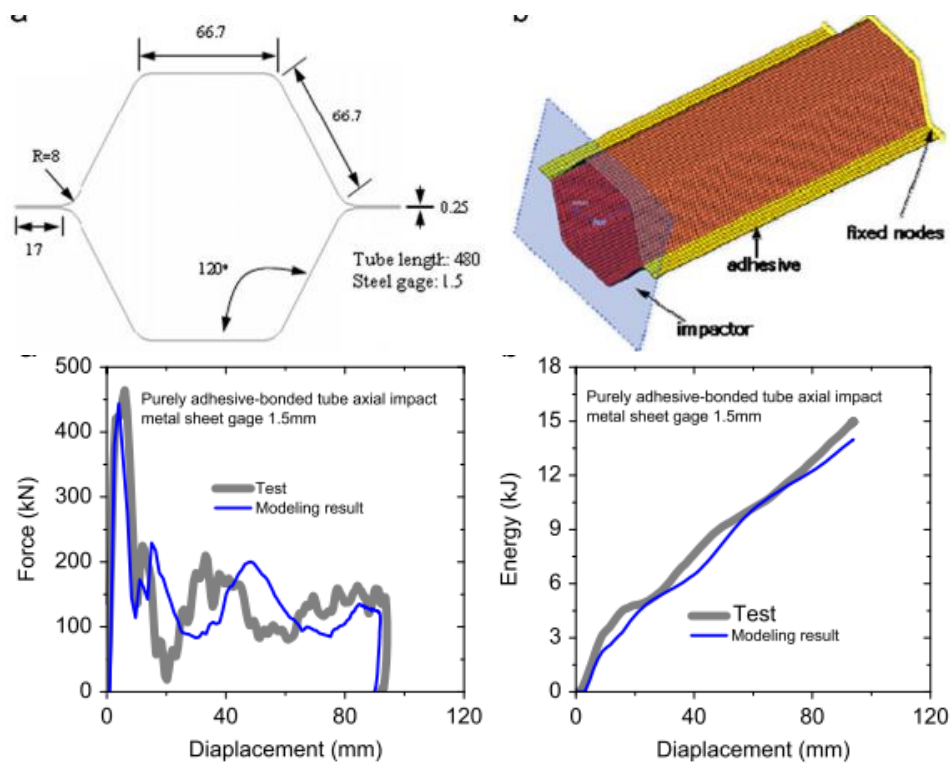 a
66.7
66.7
R=8
17
0.25
120°
Tube length: 480
Steel gage: 1.5
b
fixed nodes
adhesive
impactor
Purely adhesive-bonded tube axial impact
metal sheet gage 1.5mm
Test
Modeling result
Force (kN)
500
400
300
200
100
0
0 40 80 120
Diaplacement (mm)
Purely adhesive-bonded tube axial impact
metal sheet gage 1.5mm
Test
Modeling result
Energy (kJ)
18
15
12
9
6
3
0
0 40 80 120
Diaplacement (mm)